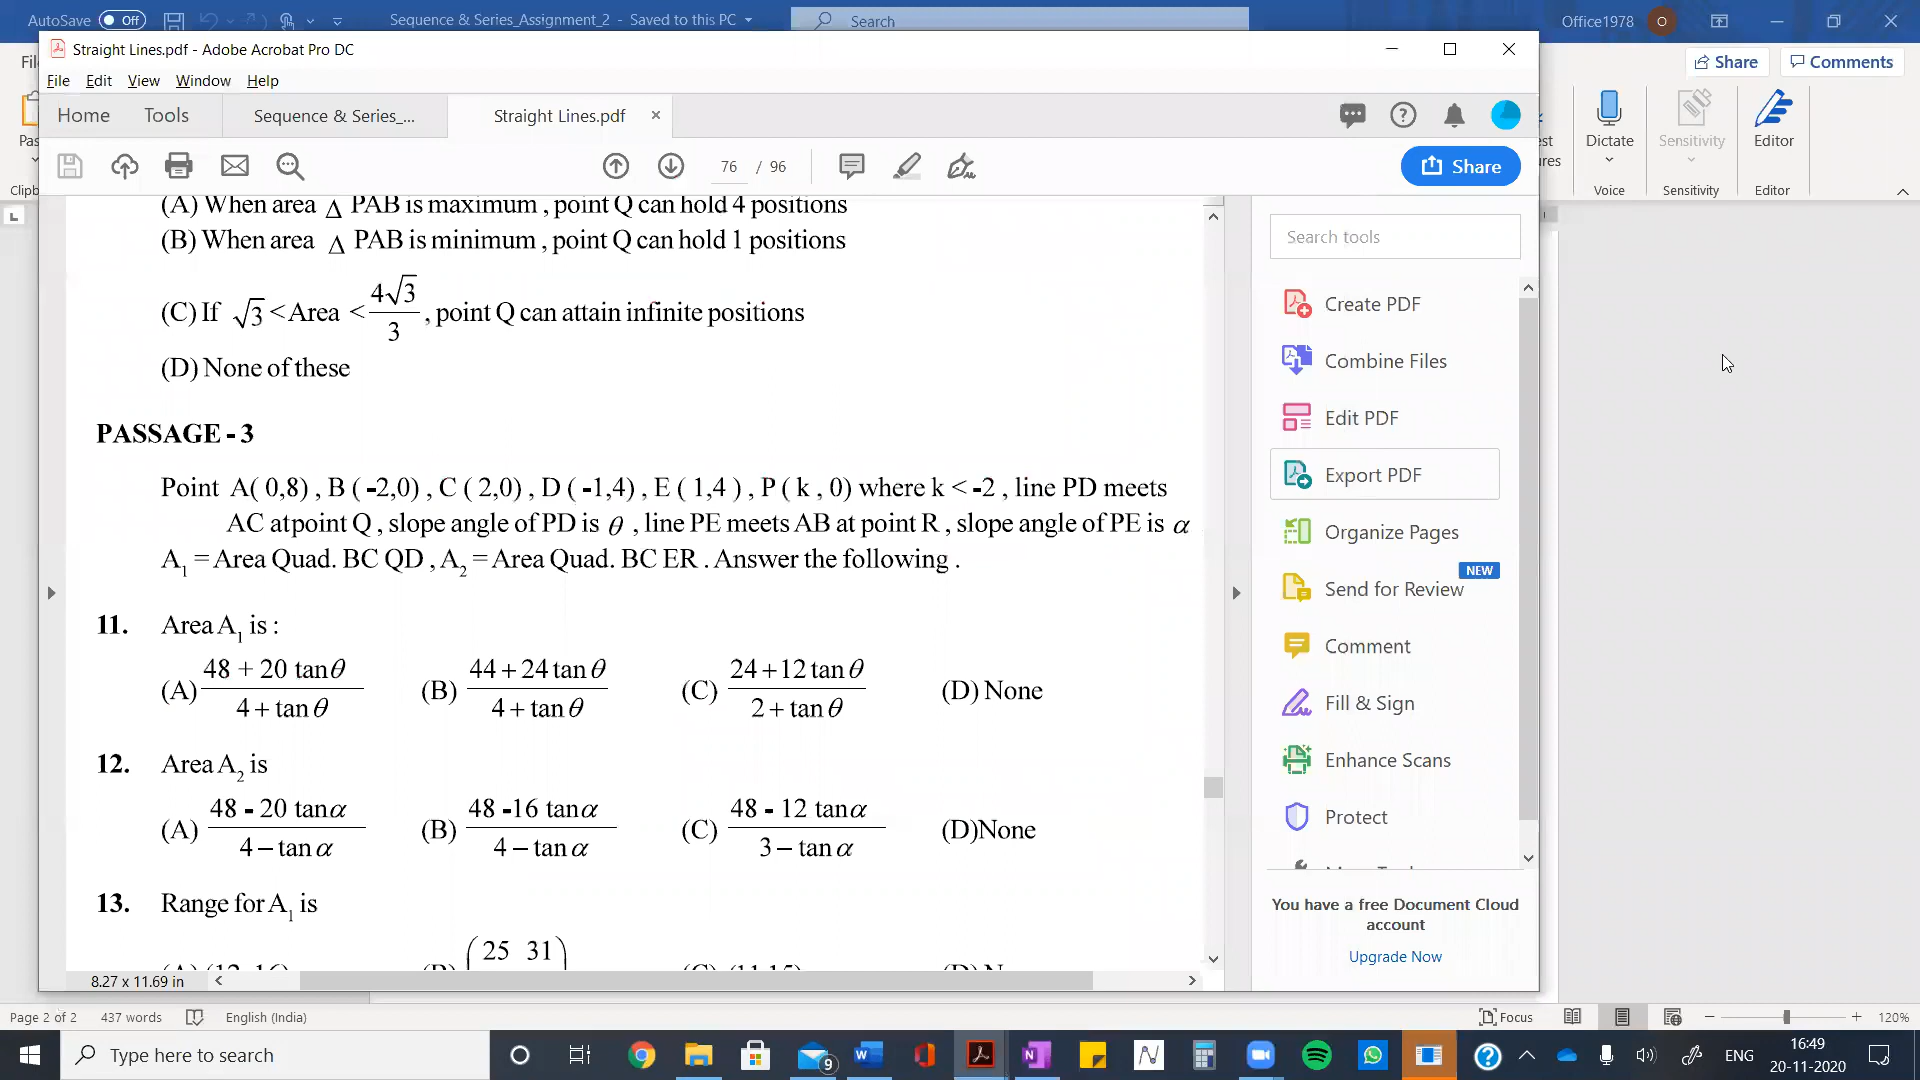 AutoSave Off Sequence & Series_Assignment_2 - Saved to this PC Search Office1978 O
Straight Lines.pdf - Adobe Acrobat Pro DC
File Edit View Window Help
Share Comments
Home Tools Sequence & Series_... Straight Lines.pdf ×
Dictate Sensitivity Editor
76 / 96 Share
Voice Sensitivity Editor
(A) When area Δ PAB is maximum , point Q can hold 4 positions
(B) When area Δ PAB is minimum , point Q can hold 1 positions
(C) If √3 < Area < 4√3/3 , point Q can attain infinite positions
(D) None of these
PASSAGE - 3
Point A( 0,8) , B ( -2,0) , C ( 2,0) , D ( -1,4) , E ( 1,4) , P ( k , 0) where k < -2 , line PD meets
AC atpoint Q , slope angle of PD is θ , line PE meets AB at point R , slope angle of PE is α
A₁ = Area Quad. BC QD , A₂ = Area Quad. BC ER . Answer the following .
11. Area A₁ is :
(A) (48 + 20 tanθ)/(4 + tanθ) (B) (44 + 24 tanθ)/(4 + tanθ) (C) (24 + 12 tanθ)/(2 + tanθ) (D) None
12. Area A₂ is
(A) (48 - 20 tanα)/(4 – tanα) (B) (48 -16 tanα)/(4 – tanα) (C) (48 - 12 tanα)/(3 – tanα) (D)None
13. Range for A₁ is
25 31
8.27 x 11.69 in
Search tools
Create PDF
Combine Files
Edit PDF
Export PDF
Organize Pages
NEW
Send for Review
Comment
Fill & Sign
Enhance Scans
Protect
You have a free Document Cloud
account
Upgrade Now
Page 2 of 2 437 words English (India) Focus 120%
Type here to search 9 ENG 16:49
20-11-2020